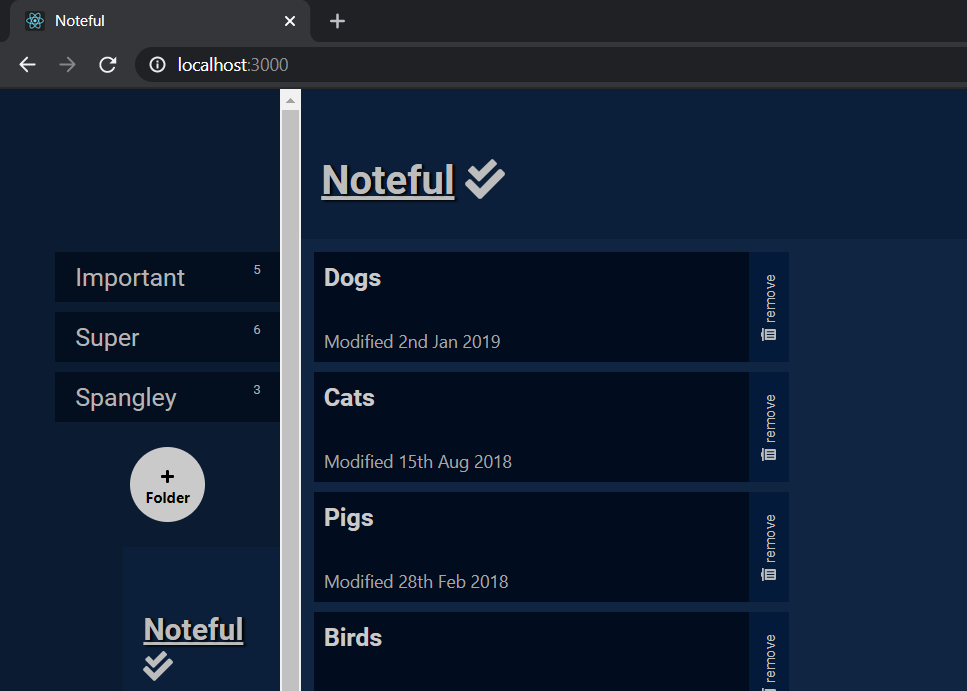 Noteful
localhost:3000
Noteful
Important 5
Super 6
Spangley 3
+
Folder
Noteful
Dogs
Modified 2nd Jan 2019
remove
Cats
Modified 15th Aug 2018
remove
Pigs
Modified 28th Feb 2018
remove
Birds
remove